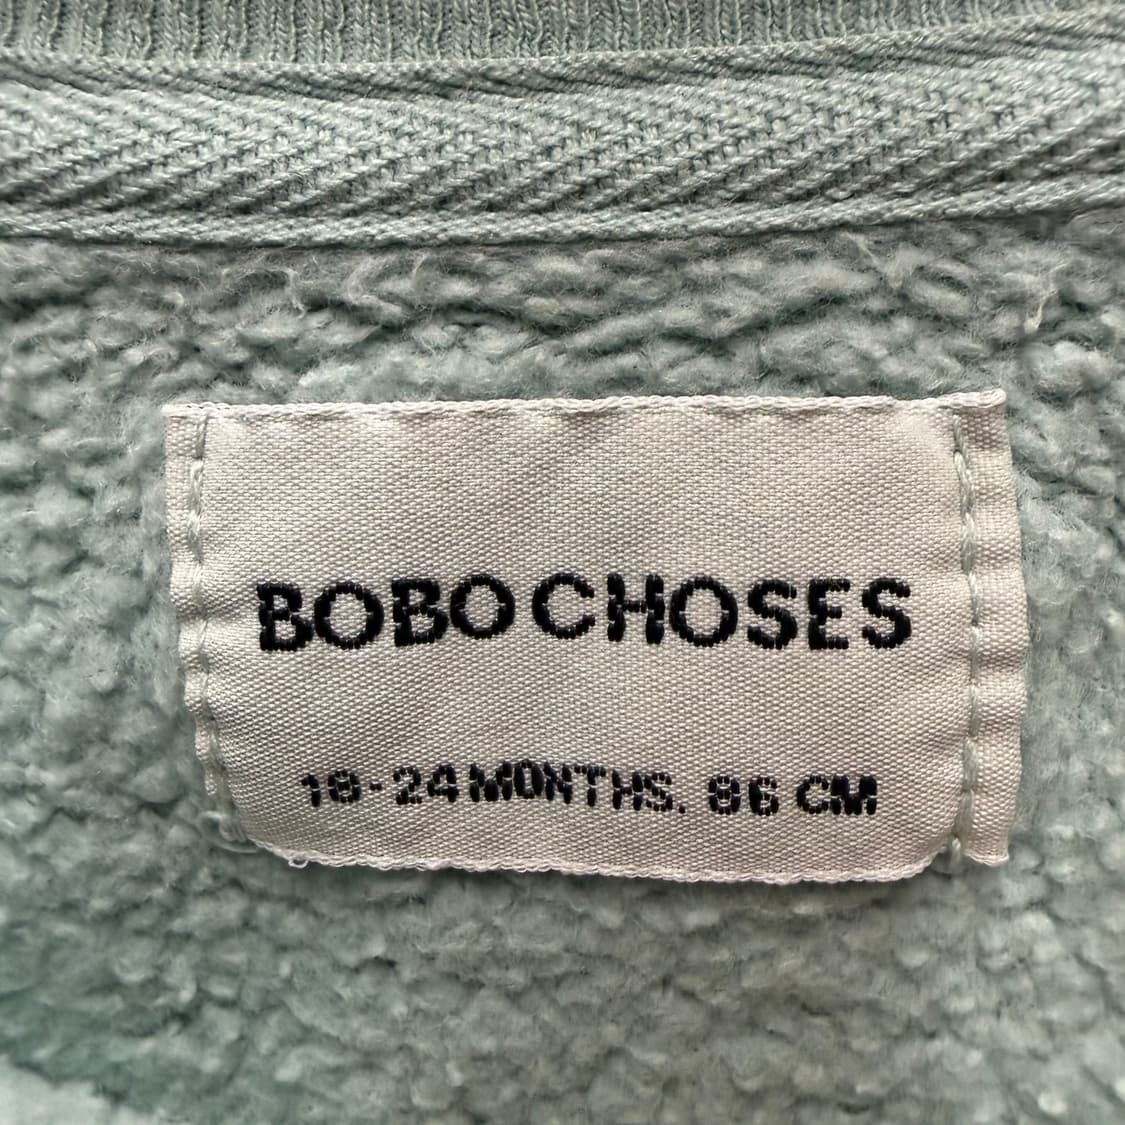 BOBO CHOSES
18-24 MONTHS. 86 CM